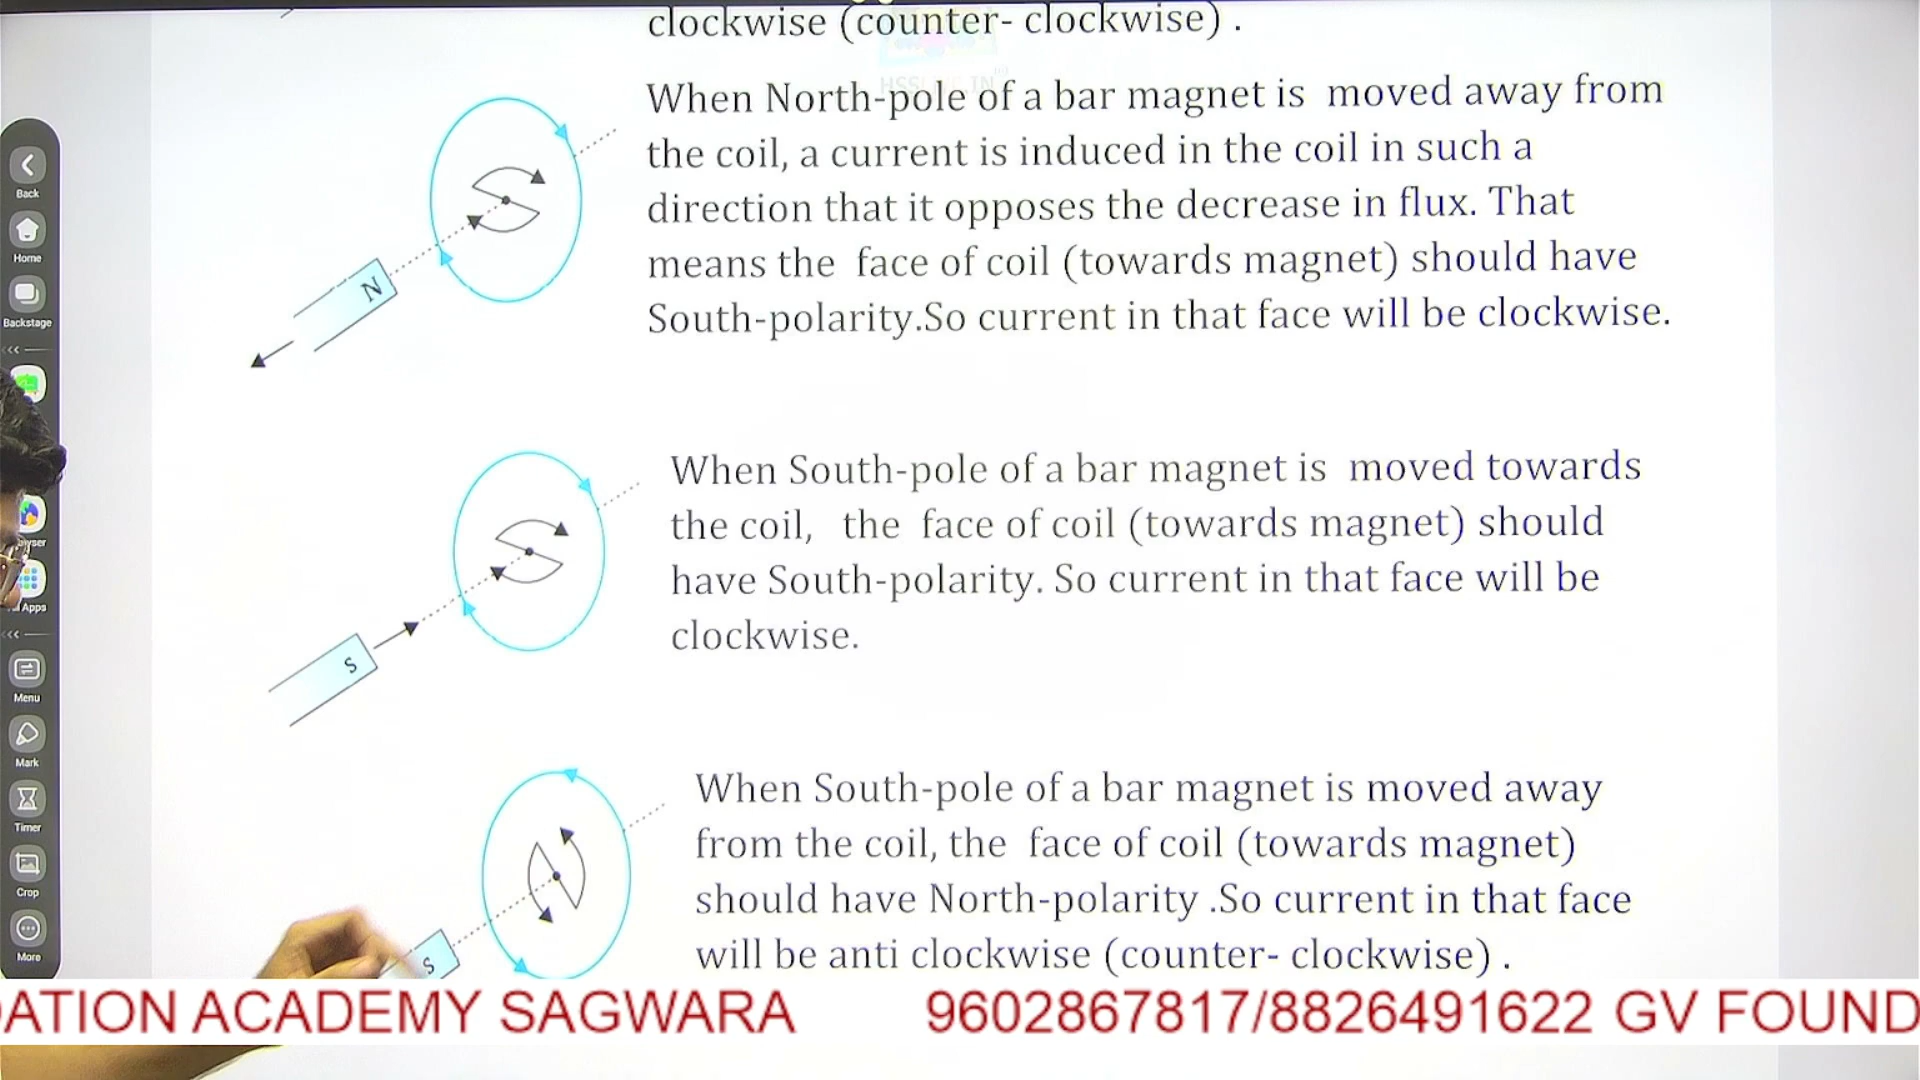 clockwise (counter- clockwise) .
When North-pole of a bar magnet is moved away from
the coil, a current is induced in the coil in such a
direction that it opposes the decrease in flux. That
means the face of coil (towards magnet) should have
South-polarity.So current in that face will be clockwise.
N
When South-pole of a bar magnet is moved towards
the coil, the face of coil (towards magnet) should
have South-polarity. So current in that face will be
clockwise.
S
When South-pole of a bar magnet is moved away
from the coil, the face of coil (towards magnet)
should have North-polarity .So current in that face
will be anti clockwise (counter- clockwise) .
S
Back
Home
Backstage
Apps
Menu
Mark
Timer
Crop
More
DATION ACADEMY SAGWARA 9602867817/8826491622 GV FOUND